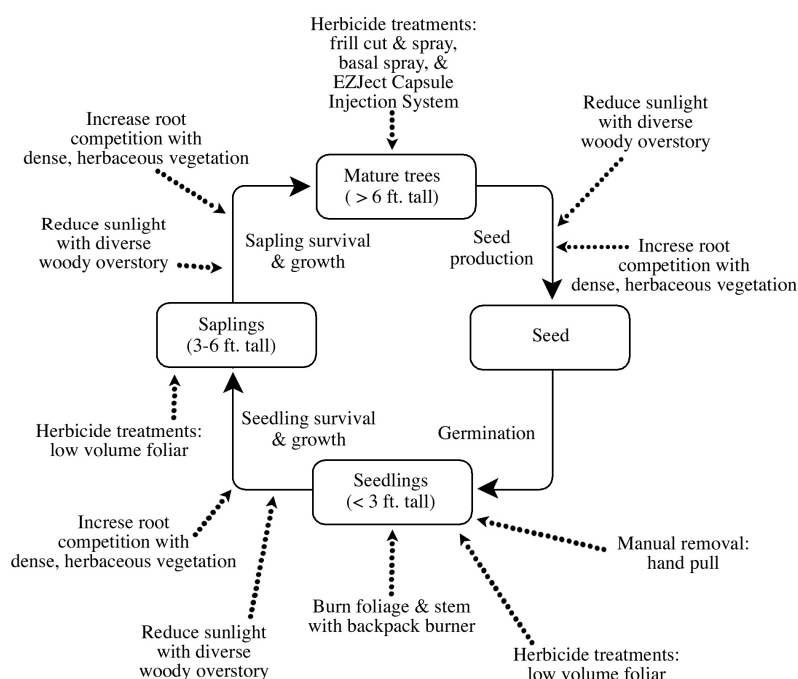 Herbicide treatments:
frill cut & spray,
basal spray, &
EZJect Capsule
Injection System
Increase root
competition with
dense, herbaceous vegetation
Reduce sunlight
with diverse
woody overstory
Mature trees
( > 6 ft. tall)
Reduce sunlight
with diverse
woody overstory
Sapling survival
& growth
Seed
production
Increse root
competition with
dense, herbaceous vegetation
Saplings
(3-6 ft. tall)
Seed
Herbicide treatments:
low volume foliar
Seedling survival
& growth
Germination
Seedlings
(< 3 ft. tall)
Increse root
competition with
dense, herbaceous vegetation
Manual removal:
hand pull
Burn foliage & stem
with backpack burner
Reduce sunlight
with diverse
woody overstory
Herbicide treatments:
low volume foliar